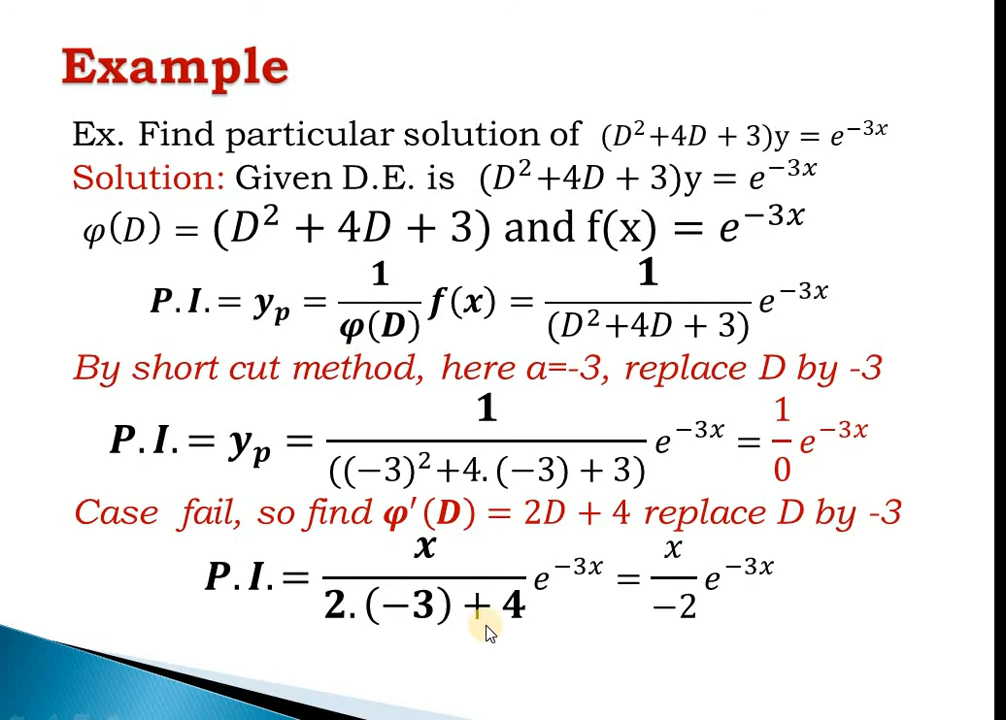 Example
Ex. Find particular solution of (D²+4D + 3)y = e⁻³ˣ
Solution: Given D.E. is (D²+4D + 3)y = e⁻³ˣ
φ(D) = (D² + 4D + 3) and f(x) = e⁻³ˣ
P.I. = y_p = 1/φ(D) f(x) = 1/(D²+4D + 3) e⁻³ˣ
By short cut method, here a=-3, replace D by -3
P.I. = y_p = 1/((−3)²+4.(−3) + 3) e⁻³ˣ = 1/0 e⁻³ˣ
Case fail, so find φ′(D) = 2D + 4 replace D by -3
P.I. = x/2.(−3) + 4 e⁻³ˣ = x/−2 e⁻³ˣ